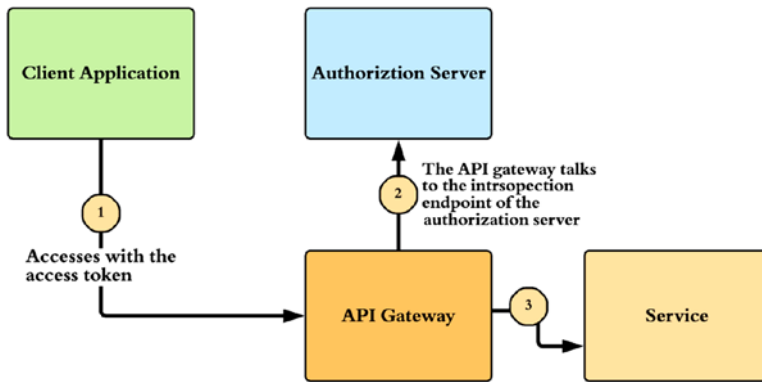 Client Application
Authoriztion Server
1
2
The API gateway talks
to the intrsopection
endpoint of the
authorization server
Accesses with the
access token
API Gateway
3
Service